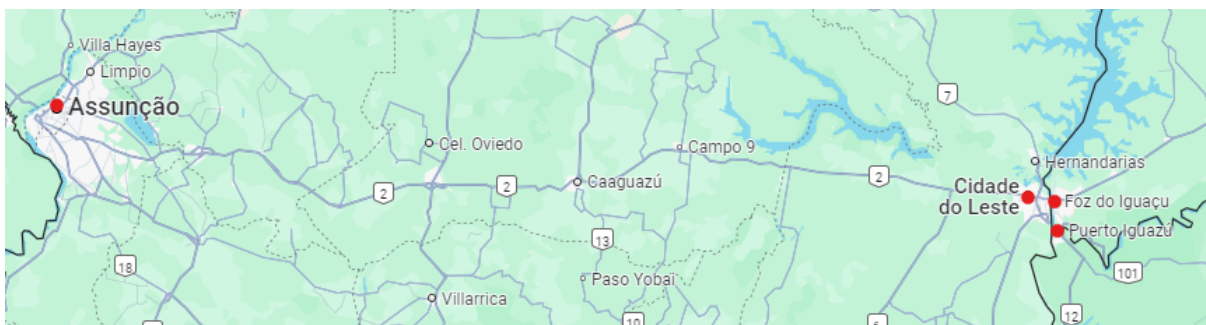 Villa Hayes
Limpio
Assunção
7
Cel. Oviedo
Campo 9
Hernandarias
2
2
Caaguazú
2
Cidade
do Leste
Foz do Iguaçu
Puerto Iguazú
13
18
Paso Yobai
101
Villarrica
10
12
6